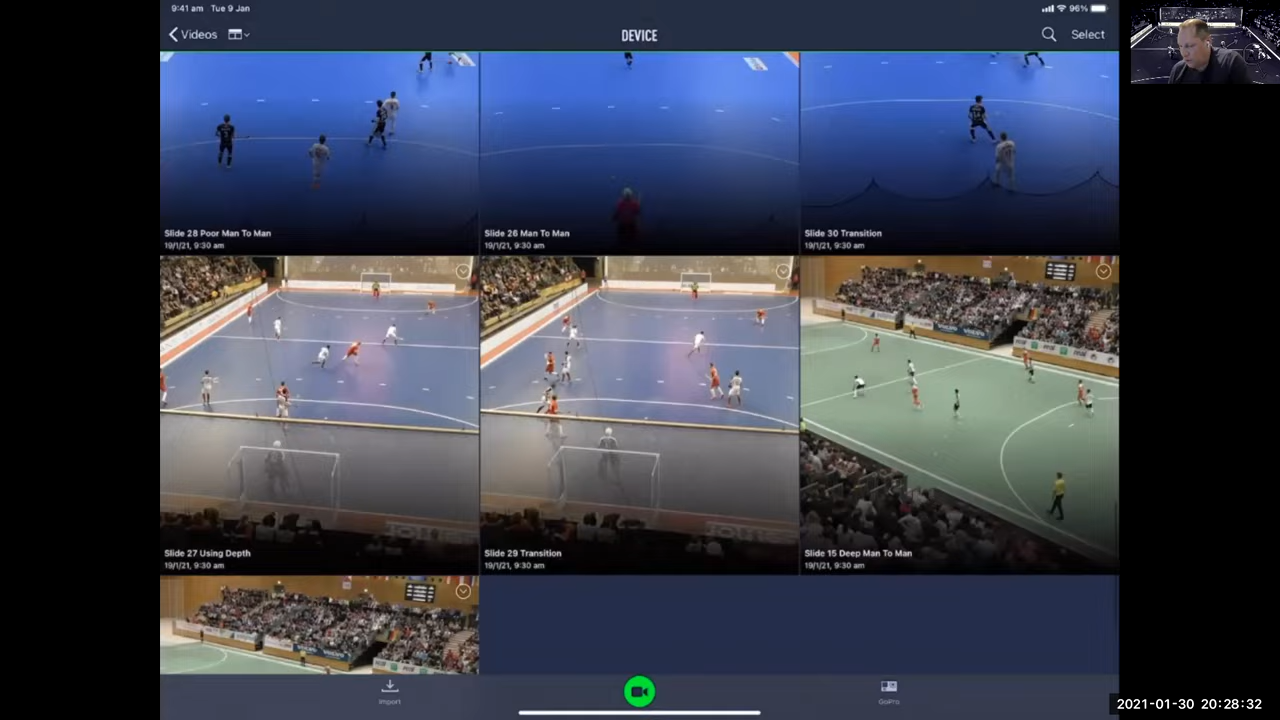 9:41 am Tue 9 Jan
96%
Videos
DEVICE
Select
Slide 28 Poor Man To Man
19/1/21, 9:30 am
Slide 26 Man To Man
19/1/21, 9:30 am
Slide 30 Transition
19/1/21, 9:30 am
Slide 27 Using Depth
19/1/21, 9:30 am
Slide 29 Transition
19/1/21, 9:30 am
Slide 15 Deep Man To Man
19/1/21, 9:30 am
Import
GoPro
2021-01-30 20:28:32